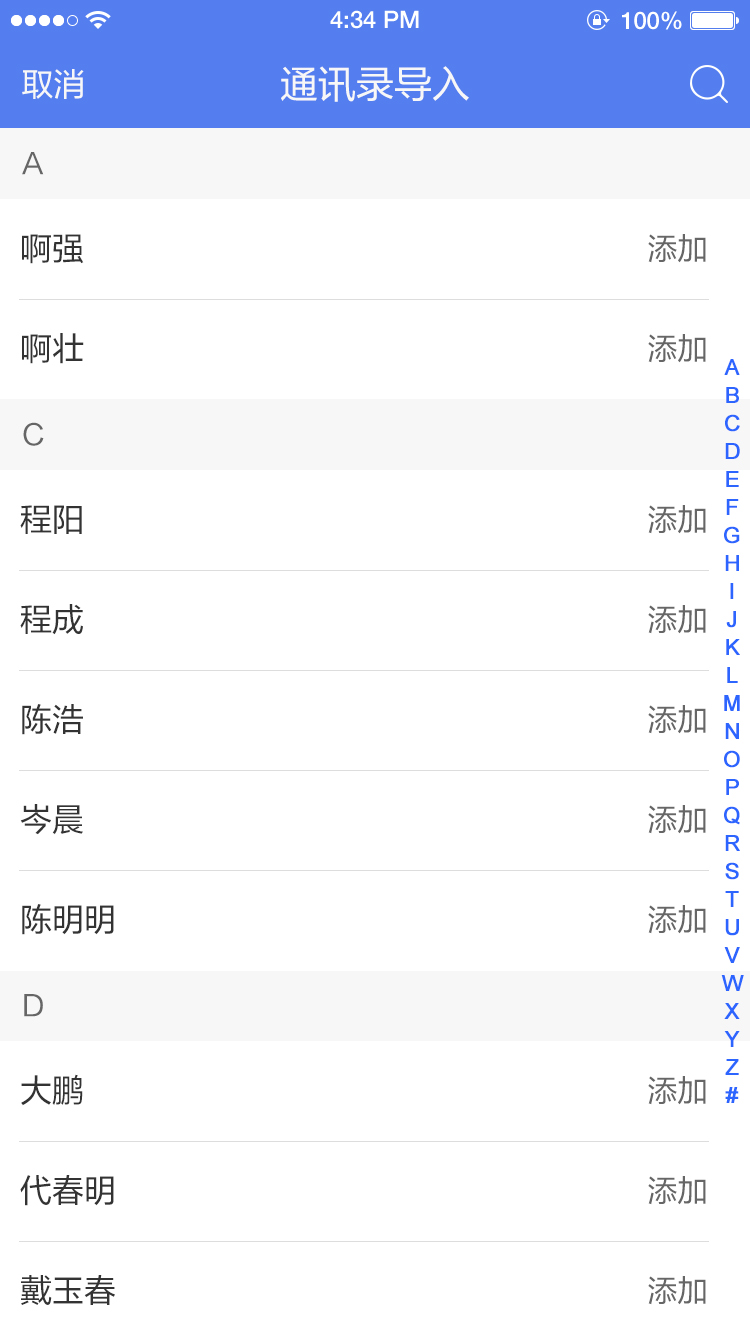 4:34 PM 100%
取消 通讯录导入
A
啊强 添加
啊壮 添加
C
程阳 添加
程成 添加
陈浩 添加
岑晨 添加
陈明明 添加
D
大鹏 添加
代春明 添加
戴玉春 添加
A
B
C
D
E
F
G
H
I
J
K
L
M
N
O
P
Q
R
S
T
U
V
W
X
Y
Z
#